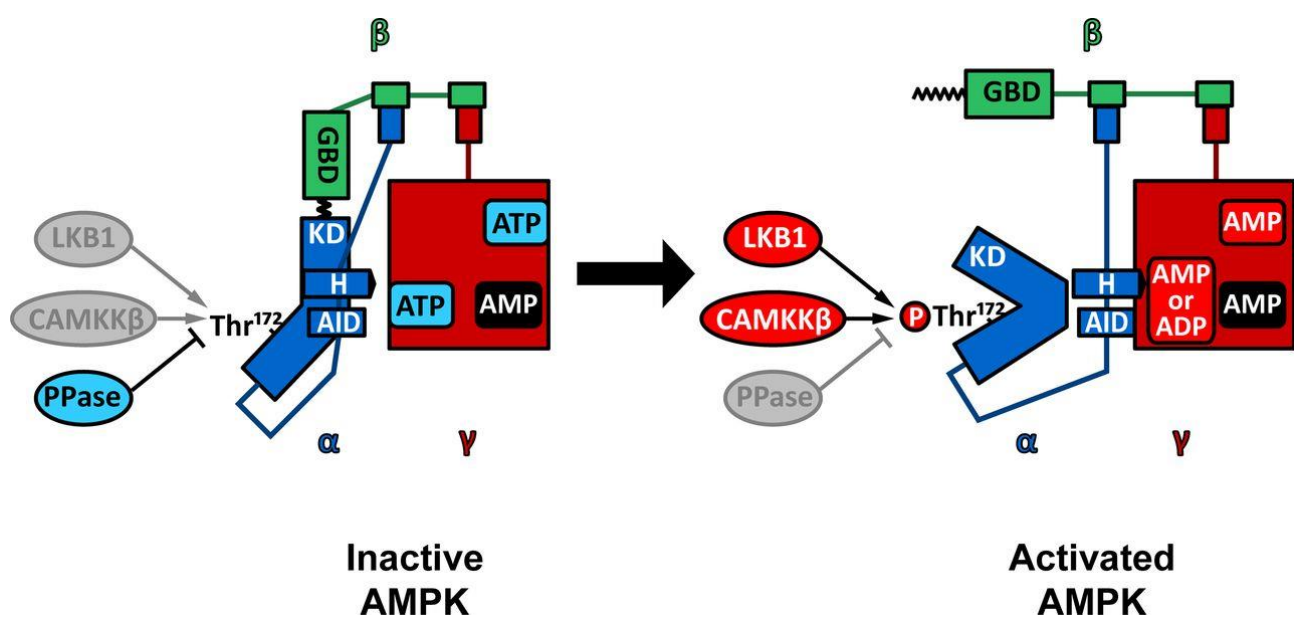 β
GBD
KD
H
AID
ATP
ATP
AMP
LKB1
CAMKKβ
PPase
Thr¹⁷²
α
γ
Inactive
AMPK
β
GBD
KD
H
AID
AMP
AMP
or
ADP
AMP
LKB1
CAMKKβ
PPase
P
Thr¹⁷²
α
γ
Activated
AMPK